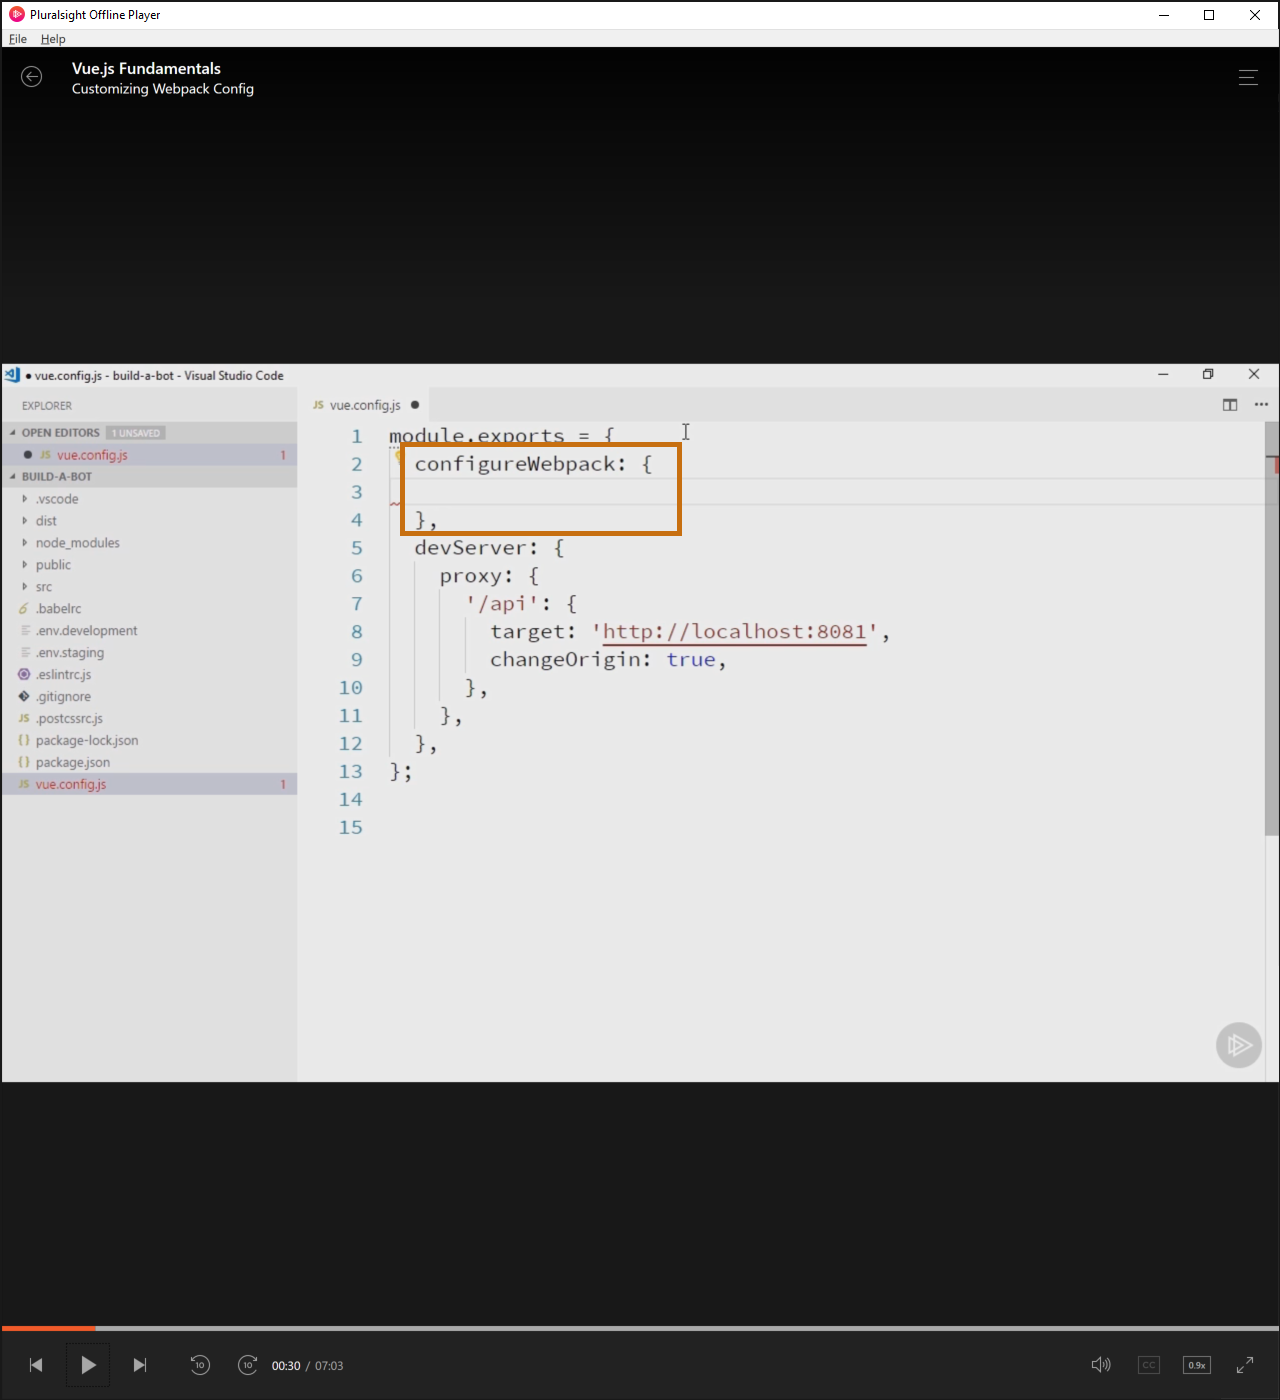 Pluralsight Offline Player
File Help
Vue.js Fundamentals
Customizing Webpack Config
● vue.config.js - build-a-bot - Visual Studio Code
EXPLORER
OPEN EDITORS 1 UNSAVED
JS vue.config.js 1
BUILD-A-BOT
.vscode
dist
node_modules
public
src
.babelrc
.env.development
.env.staging
.eslintrc.js
.gitignore
JS .postcssrc.js
{ } package-lock.json
{ } package.json
JS vue.config.js 1
JS vue.config.js ●
1 module.exports = {
2   configureWebpack: {
3
4   },
5   devServer: {
6     proxy: {
7       '/api': {
8         target: 'http://localhost:8081',
9         changeOrigin: true,
10       },
11     },
12   },
13 };
14
15
10 10 00:30 / 07:03 CC 0.9x